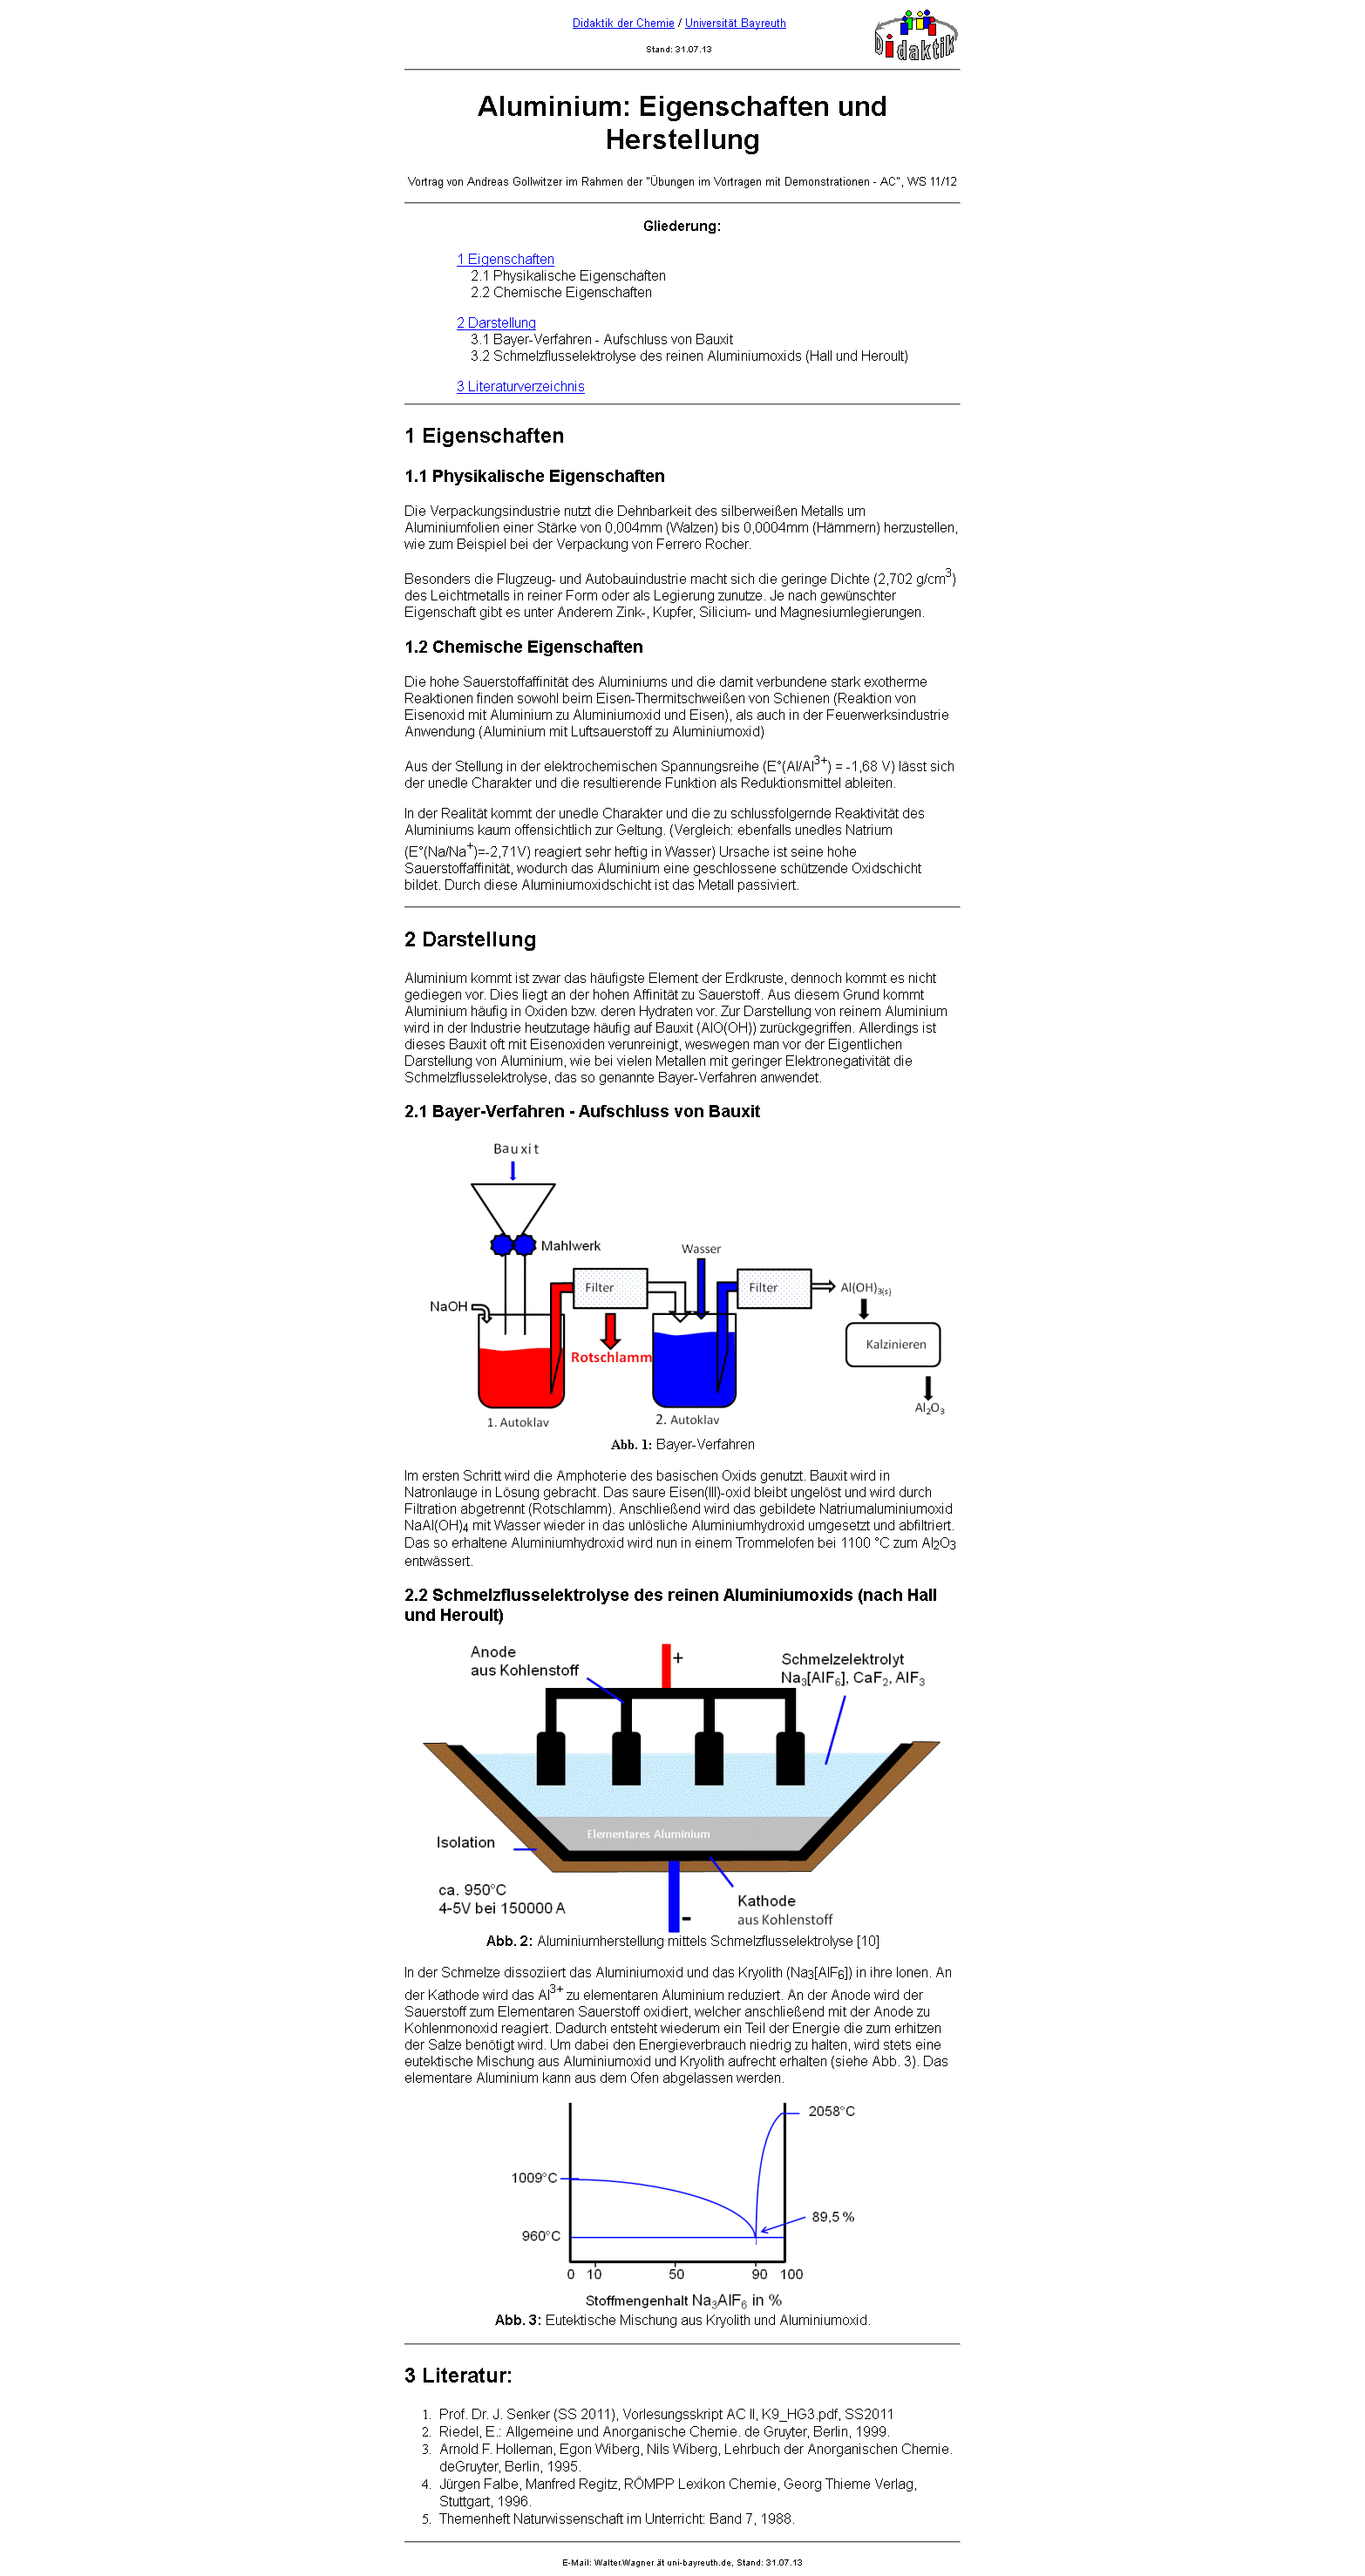 Didaktik der Chemie / Universität Bayreuth
didaktik
Stand: 31.07.13
Aluminium: Eigenschaften und
Herstellung
Vortrag von Andreas Gollwitzer im Rahmen der "Übungen im Vortragen mit Demonstrationen - AC", WS 11/12
Gliederung:
1 Eigenschaften
2.1 Physikalische Eigenschaften
2.2 Chemische Eigenschaften
2 Darstellung
3.1 Bayer-Verfahren - Aufschluss von Bauxit
3.2 Schmelzflusselektrolyse des reinen Aluminiumoxids (Hall und Heroult)
3 Literaturverzeichnis
1 Eigenschaften
1.1 Physikalische Eigenschaften
Die Verpackungsindustrie nutzt die Dehnbarkeit des silberweißen Metalls um
Aluminiumfolien einer Stärke von 0,004mm (Walzen) bis 0,0004mm (Hämmern) herzustellen,
wie zum Beispiel bei der Verpackung von Ferrero Rocher.
Besonders die Flugzeug- und Autobauindustrie macht sich die geringe Dichte (2,702 g/cm³)
des Leichtmetalls in reiner Form oder als Legierung zunutze. Je nach gewünschter
Eigenschaft gibt es unter Anderem Zink-, Kupfer, Silicium- und Magnesiumlegierungen.
1.2 Chemische Eigenschaften
Die hohe Sauerstoffaffinität des Aluminiums und die damit verbundene stark exotherme
Reaktionen finden sowohl beim Eisen-Thermitschweißen von Schienen (Reaktion von
Eisenoxid mit Aluminium zu Aluminiumoxid und Eisen), als auch in der Feuerwerksindustrie
Anwendung (Aluminium mit Luftsauerstoff zu Aluminiumoxid)
Aus der Stellung in der elektrochemischen Spannungsreihe (E°(Al/Al³⁺) = -1,68 V) lässt sich
der unedle Charakter und die resultierende Funktion als Reduktionsmittel ableiten.
In der Realität kommt der unedle Charakter und die zu schlussfolgernde Reaktivität des
Aluminiums kaum offensichtlich zur Geltung. (Vergleich: ebenfalls unedles Natrium
(E°(Na/Na⁺)=-2,71V) reagiert sehr heftig in Wasser) Ursache ist seine hohe
Sauerstoffaffinität, wodurch das Aluminium eine geschlossene schützende Oxidschicht
bildet. Durch diese Aluminiumoxidschicht ist das Metall passiviert.
2 Darstellung
Aluminium kommt ist zwar das häufigste Element der Erdkruste, dennoch kommt es nicht
gediegen vor. Dies liegt an der hohen Affinität zu Sauerstoff. Aus diesem Grund kommt
Aluminium häufig in Oxiden bzw. deren Hydraten vor. Zur Darstellung von reinem Aluminium
wird in der Industrie heutzutage häufig auf Bauxit (AlO(OH)) zurückgegriffen. Allerdings ist
dieses Bauxit oft mit Eisenoxiden verunreinigt, weswegen man vor der Eigentlichen
Darstellung von Aluminium, wie bei vielen Metallen mit geringer Elektronegativität die
Schmelzflusselektrolyse, das so genannte Bayer-Verfahren anwendet.
2.1 Bayer-Verfahren - Aufschluss von Bauxit
Bauxit
Mahlwerk
Wasser
Filter
Filter
Al(OH)₃₍ₛ₎
NaOH
Rotschlamm
Kalzinieren
Al₂O₃
1. Autoklav
2. Autoklav
Abb. 1: Bayer-Verfahren
Im ersten Schritt wird die Amphoterie des basischen Oxids genutzt. Bauxit wird in
Natronlauge in Lösung gebracht. Das saure Eisen(III)-oxid bleibt ungelöst und wird durch
Filtration abgetrennt (Rotschlamm). Anschließend wird das gebildete Natriumaluminiumoxid
NaAl(OH)₄ mit Wasser wieder in das unlösliche Aluminiumhydroxid umgesetzt und abfiltriert.
Das so erhaltene Aluminiumhydroxid wird nun in einem Trommelofen bei 1100 °C zum Al₂O₃
entwässert.
2.2 Schmelzflusselektrolyse des reinen Aluminiumoxids (nach Hall
und Heroult)
Anode
aus Kohlenstoff
+
Schmelzelektrolyt
Na₃[AlF₆], CaF₂, AlF₃
Elementares Aluminium
Isolation
ca. 950°C
4-5V bei 150000 A
-
Kathode
aus Kohlenstoff
Abb. 2: Aluminiumherstellung mittels Schmelzflusselektrolyse [10]
In der Schmelze dissoziiert das Aluminiumoxid und das Kryolith (Na₃[AlF₆]) in ihre Ionen. An
der Kathode wird das Al³⁺ zu elementaren Aluminium reduziert. An der Anode wird der
Sauerstoff zum Elementaren Sauerstoff oxidiert, welcher anschließend mit der Anode zu
Kohlenmonoxid reagiert. Dadurch entsteht wiederum ein Teil der Energie die zum erhitzen
der Salze benötigt wird. Um dabei den Energieverbrauch niedrig zu halten, wird stets eine
eutektische Mischung aus Aluminiumoxid und Kryolith aufrecht erhalten (siehe Abb. 3). Das
elementare Aluminium kann aus dem Ofen abgelassen werden.
2058°C
1009°C
89,5 %
960°C
0 10 50 90 100
Stoffmengenhalt Na₃AlF₆ in %
Abb. 3: Eutektische Mischung aus Kryolith und Aluminiumoxid.
3 Literatur:
1. Prof. Dr. J. Senker (SS 2011), Vorlesungsskript AC II, K9_HG3.pdf, SS2011
2. Riedel, E.: Allgemeine und Anorganische Chemie. de Gruyter, Berlin, 1999.
3. Arnold F. Holleman, Egon Wiberg, Nils Wiberg, Lehrbuch der Anorganischen Chemie.
deGruyter, Berlin, 1995.
4. Jürgen Falbe, Manfred Regitz, RÖMPP Lexikon Chemie, Georg Thieme Verlag,
Stuttgart, 1996.
5. Themenheft Naturwissenschaft im Unterricht: Band 7, 1988.
E-Mail: Walter.Wagner ät uni-bayreuth.de, Stand: 31.07.13